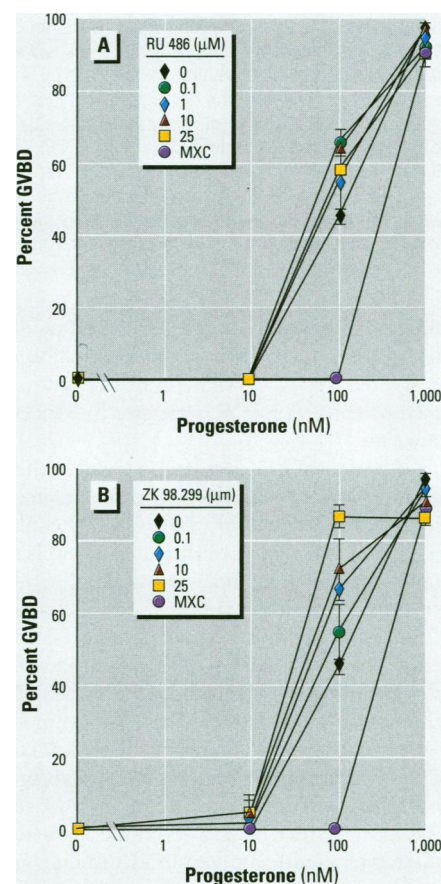 A
RU 486 (µM)
0
0.1
1
10
25
MXC
100
80
60
40
20
0
Percent GVBD
0 1 10 100 1,000
Progesterone (nM)
B
ZK 98.299 (µm)
0
0.1
1
10
25
MXC
100
80
60
40
20
0
Percent GVBD
0 1 10 100 1,000
Progesterone (nM)